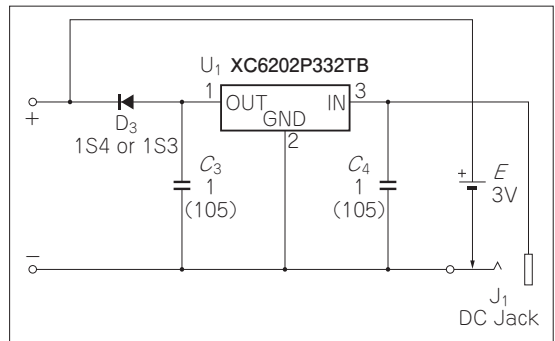 U1 XC6202P332TB
1 OUT IN 3
GND
2
+
D3
1S4 or 1S3
C3
1
(105)
C4
1
(105)
+ E
3V
−
J1
DC Jack